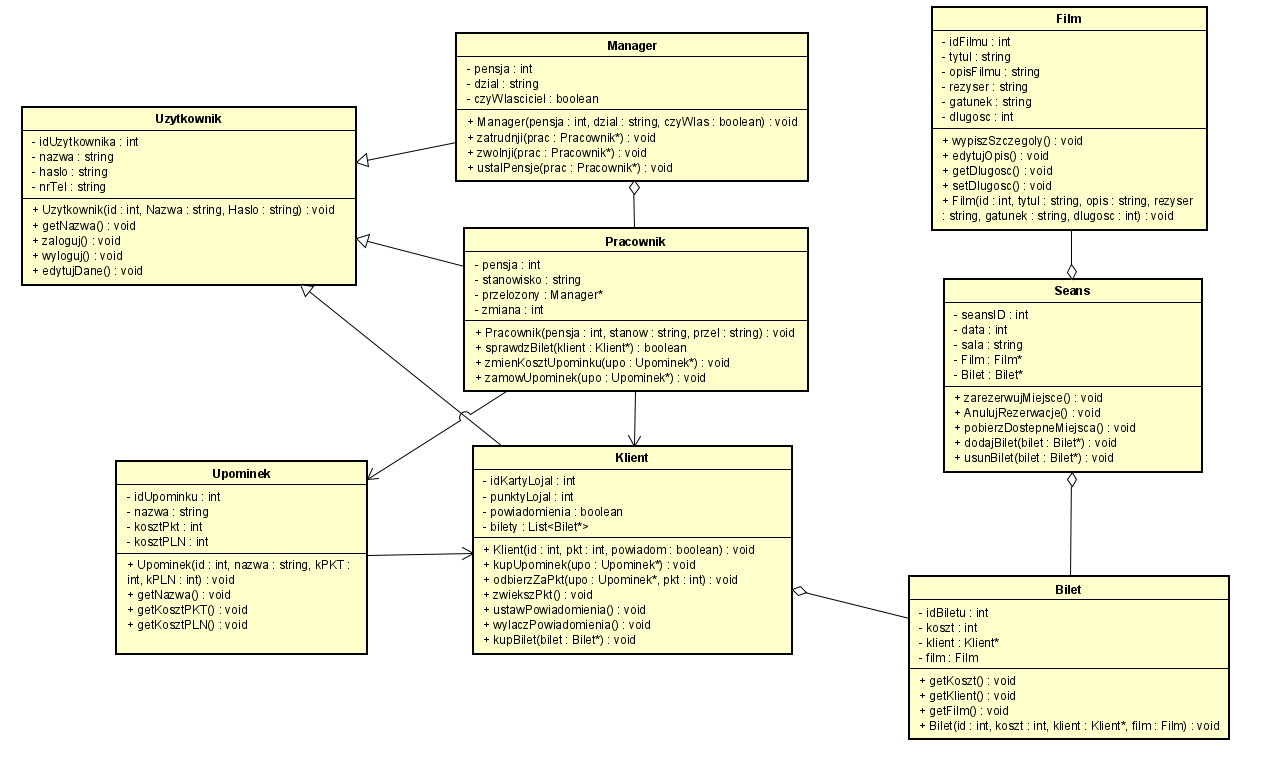 Uzytkownik
- idUzytkownika : int
- nazwa : string
- haslo : string
- nrTel : string
+ Uzytkownik(id : int, Nazwa : string, Haslo : string) : void
+ getNazwa() : void
+ zaloguj() : void
+ wyloguj() : void
+ edytujDane() : void
Manager
- pensja : int
- dzial : string
- czyWlasciciel : boolean
+ Manager(pensja : int, dzial : string, czyWlas : boolean) : void
+ zatrudnji(prac : Pracownik*) : void
+ zwolnji(prac : Pracownik*) : void
+ ustalPensje(prac : Pracownik*) : void
Film
- idFilmu : int
- tytul : string
- opisFilmu : string
- rezyser : string
- gatunek : string
- dlugosc : int
+ wypiszSzczegoly() : void
+ edytujOpis() : void
+ getDlugosc() : void
+ setDlugosc() : void
+ Film(id : int, tytul : string, opis : string, rezyser
: string, gatunek : string, dlugosc : int) : void
Pracownik
- pensja : int
- stanowisko : string
- przelozony : Manager*
- zmiana : int
+ Pracownik(pensja : int, stanow : string, przel : string) : void
+ sprawdzBilet(klient : Klient*) : boolean
+ zmienKosztUpominku(upo : Upominek*) : void
+ zamowUpominek(upo : Upominek*) : void
Seans
- seansID : int
- data : int
- sala : string
- Film : Film*
- Bilet : Bilet*
+ zarezerwujMiejsce() : void
+ AnulujRezerwacje() : void
+ pobierzDostepneMiejsca() : void
+ dodajBilet(bilet : Bilet*) : void
+ usunBilet(bilet : Bilet*) : void
Upominek
- idUpominku : int
- nazwa : string
- kosztPkt : int
- kosztPLN : int
+ Upominek(id : int, nazwa : string, kPKT :
int, kPLN : int) : void
+ getNazwa() : void
+ getKosztPKT() : void
+ getKosztPLN() : void
Klient
- idKartyLojal : int
- punktyLojal : int
- powiadomienia : boolean
- bilety : List<Bilet*>
+ Klient(id : int, pkt : int, powiadom : boolean) : void
+ kupUpominek(upo : Upominek*) : void
+ odbierzZaPkt(upo : Upominek*, pkt : int) : void
+ zwiekszPkt() : void
+ ustawPowiadomienia() : void
+ wylaczPowiadomienia() : void
+ kupBilet(bilet : Bilet*) : void
Bilet
- idBiletu : int
- koszt : int
- klient : Klient*
- film : Film
+ getKoszt() : void
+ getKlient() : void
+ getFilm() : void
+ Bilet(id : int, koszt : int, klient : Klient*, film : Film) : void